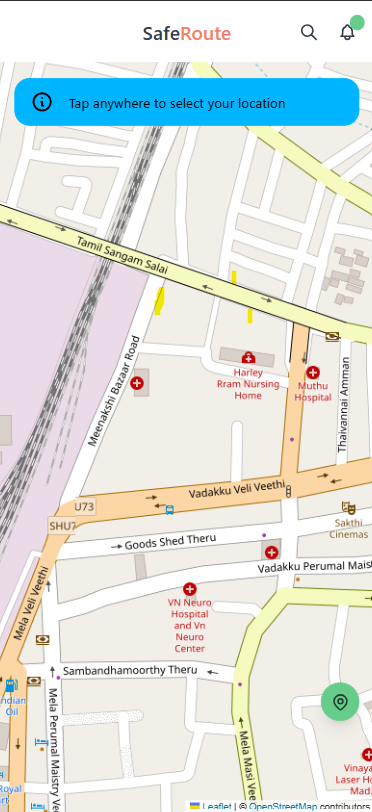 SafeRoute
Tap anywhere to select your location
Tamil Sangam Salai
Meenakshi Bazaar Road
Harley
Rram Nursing
Home
Muthu
Hospital
Thaivannai Amman
Vadakku Veli Veethi
U73
SHU?
Goods Shed Theru
Sakthi
Cinemas
Vadakku Perumal Maist
Mela Veli Veethi
VN Neuro
Hospital
and Vn
Neuro
Center
Sambandhamoorthy Theru
Indian
Oil
Mela Perumal Maistry Ve
Mela Masi Vee
Royal
art
Vinaya
Laser Ho
Mad.
Leaflet | © OpenStreetMap contributors